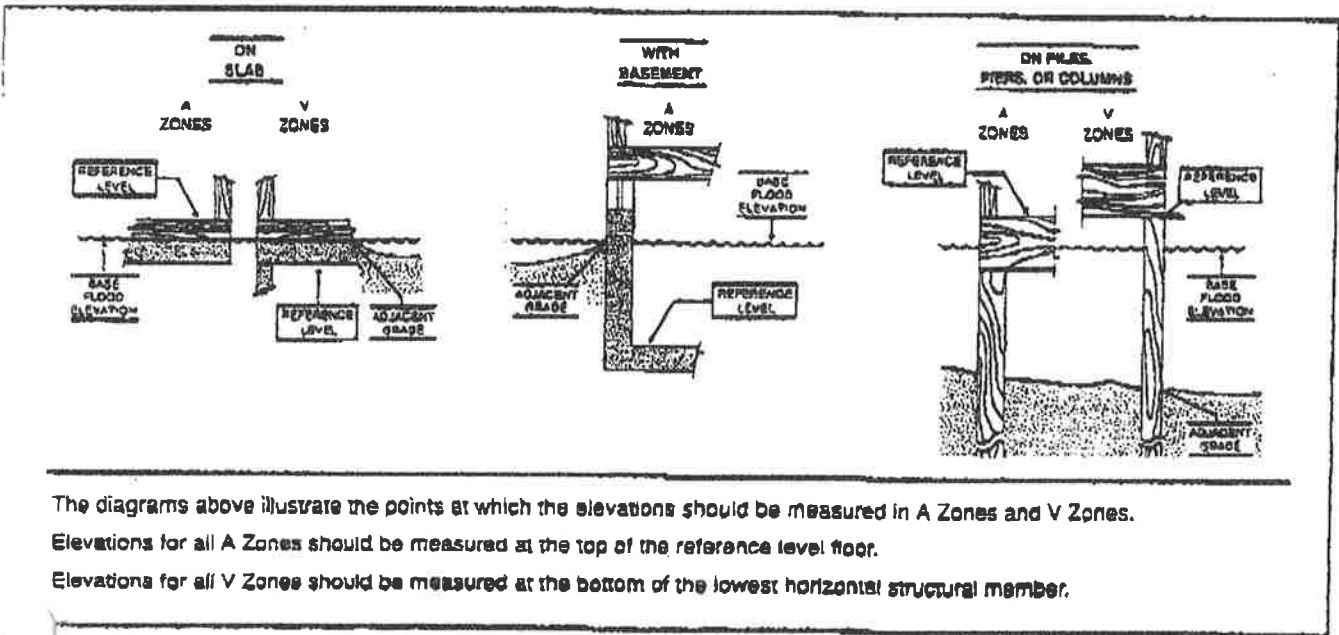 ON
SLAB
A
ZONES
V
ZONES
REFERENCE
LEVEL
BASE
FLOOD
ELEVATION
REFERENCE
LEVEL
ADJACENT
GRADE
WITH
BASEMENT
A
ZONES
BASE
FLOOD
ELEVATION
ADJACENT
GRADE
REFERENCE
LEVEL
ON PILES,
PIERS, OR COLUMNS
A
ZONES
V
ZONES
REFERENCE
LEVEL
REFERENCE
LEVEL
BASE
FLOOD
ELEVATION
ADJACENT
GRADE
The diagrams above illustrate the points at which the elevations should be measured in A Zones and V Zones.
Elevations for all A Zones should be measured at the top of the reference level floor.
Elevations for all V Zones should be measured at the bottom of the lowest horizontal structural member.